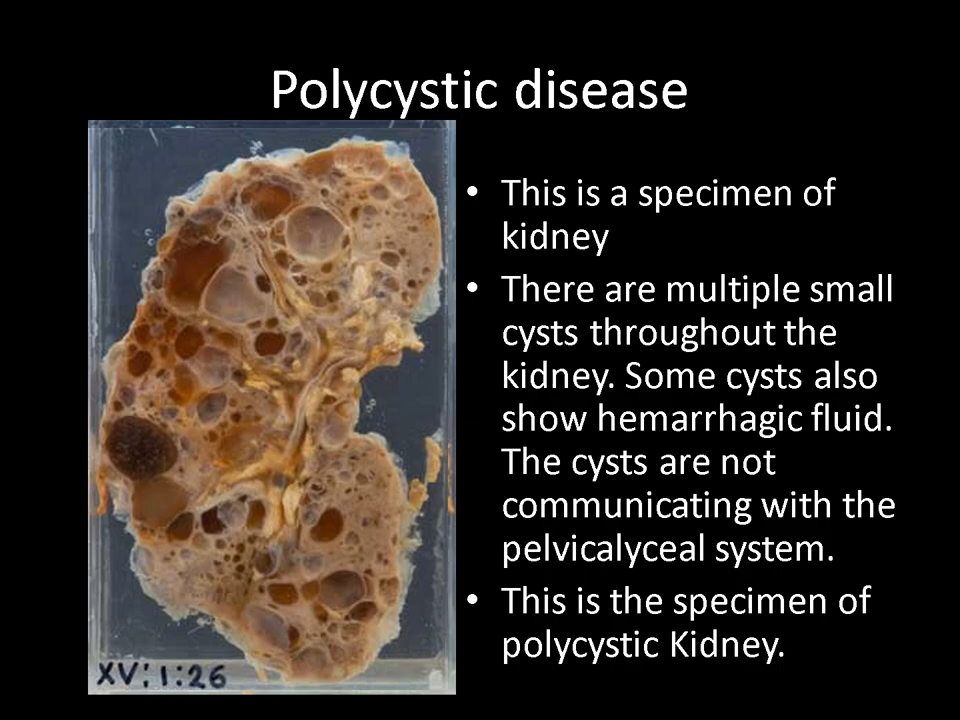 Polycystic disease
• This is a specimen of
kidney
• There are multiple small
cysts throughout the
kidney. Some cysts also
show hemarrhagic fluid.
The cysts are not
communicating with the
pelvicalyceal system.
• This is the specimen of
polycystic Kidney.
XV:1:26